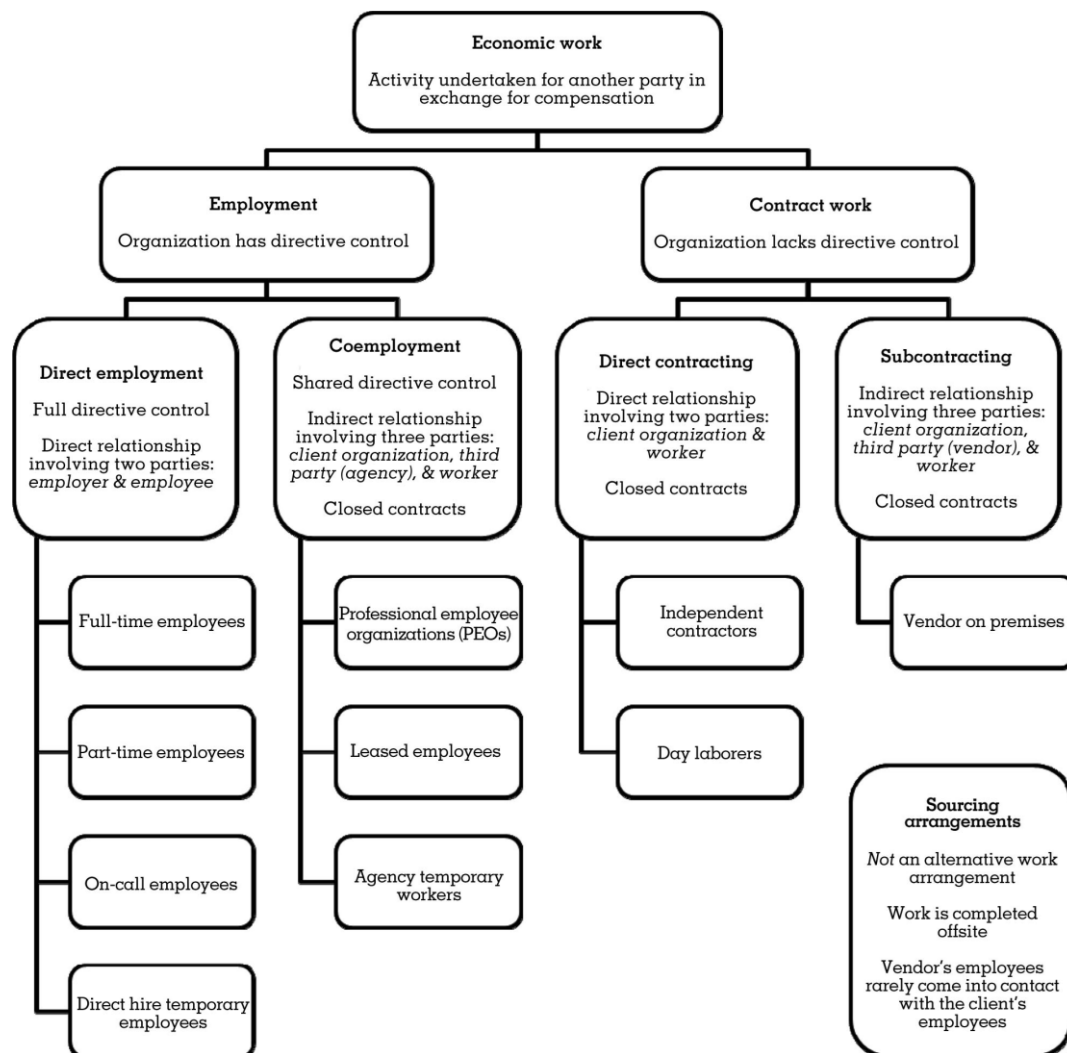 Economic work
Activity undertaken for another party in
exchange for compensation
Employment
Organization has directive control
Contract work
Organization lacks directive control
Direct employment
Full directive control
Direct relationship
involving two parties:
employer & employee
Coemployment
Shared directive control
Indirect relationship
involving three parties:
client organization, third
party (agency), & worker
Closed contracts
Direct contracting
Direct relationship
involving two parties:
client organization &
worker
Closed contracts
Subcontracting
Indirect relationship
involving three parties:
client organization,
third party (vendor), &
worker
Closed contracts
Full-time employees
Part-time employees
On-call employees
Direct hire temporary
employees
Professional employee
organizations (PEOs)
Leased employees
Agency temporary
workers
Independent
contractors
Day laborers
Vendor on premises
Sourcing
arrangements
Not an alternative work
arrangement
Work is completed
offsite
Vendor's employees
rarely come into contact
with the client's
employees